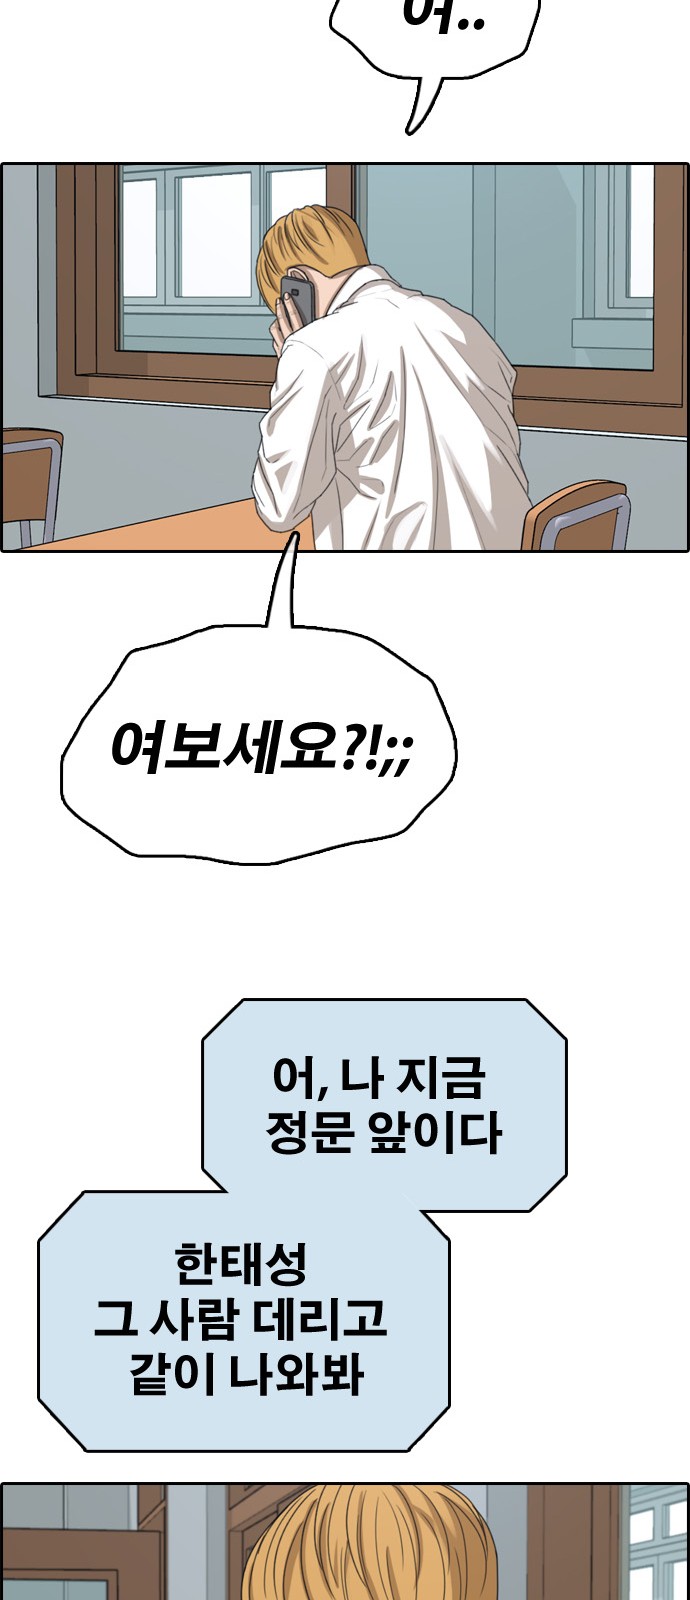 여..
여보세요?!;;
어, 나 지금
정문 앞이다
한태성
그 사람 데리고
같이 나와봐